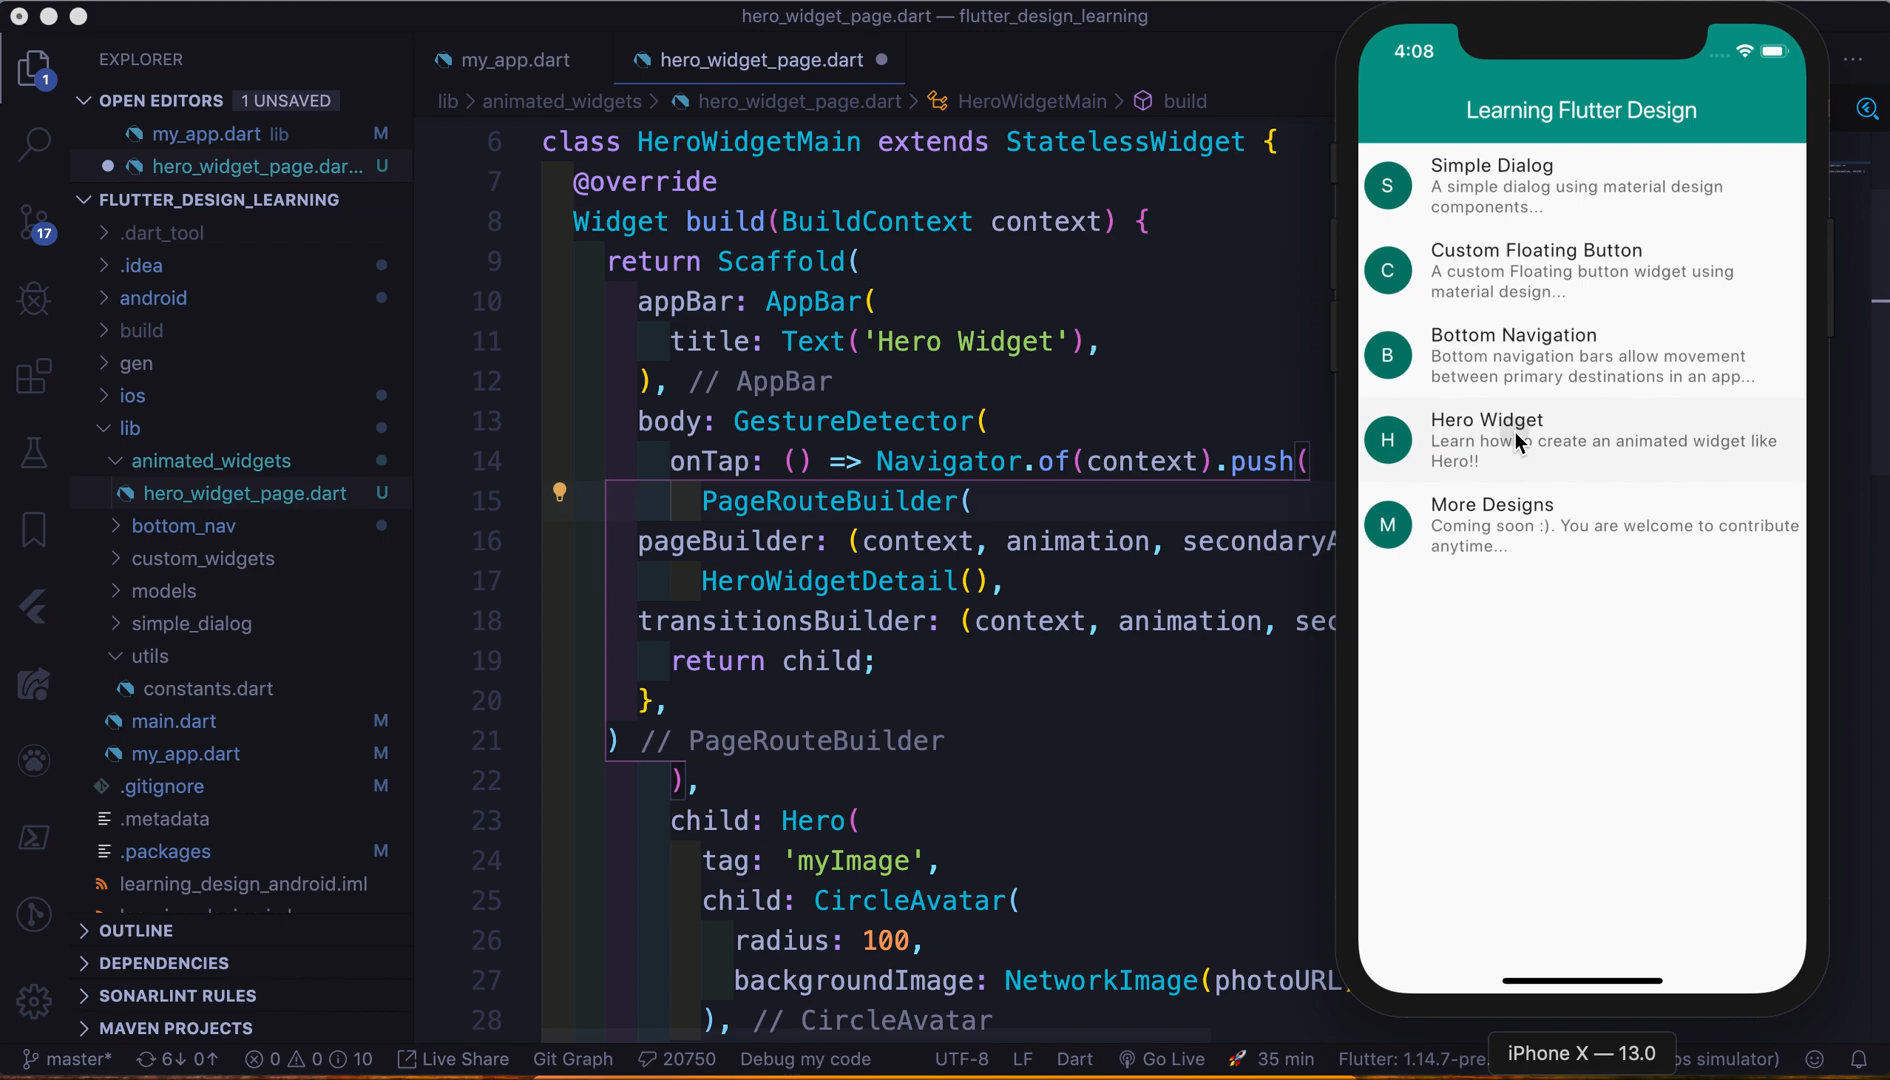 hero_widget_page.dart — flutter_design_learning
EXPLORER
OPEN EDITORS 1 UNSAVED
my_app.dart lib M
hero_widget_page.dar... U
FLUTTER_DESIGN_LEARNING
.dart_tool
.idea
android
build
gen
ios
lib
animated_widgets
hero_widget_page.dart U
bottom_nav
custom_widgets
models
simple_dialog
utils
constants.dart
main.dart M
my_app.dart M
.gitignore M
.metadata
.packages M
learning_design_android.iml
OUTLINE
DEPENDENCIES
SONARLINT RULES
MAVEN PROJECTS
1
17
my_app.dart
hero_widget_page.dart
lib > animated_widgets > hero_widget_page.dart > HeroWidgetMain > build
6 class HeroWidgetMain extends StatelessWidget {
7 @override
8 Widget build(BuildContext context) {
9 return Scaffold(
10 appBar: AppBar(
11 title: Text('Hero Widget'),
12 ), // AppBar
13 body: GestureDetector(
14 onTap: () => Navigator.of(context).push(
15 PageRouteBuilder(
16 pageBuilder: (context, animation, secondaryA
17 HeroWidgetDetail(),
18 transitionsBuilder: (context, animation, sec
19 return child;
20 },
21 ) // PageRouteBuilder
22 ),
23 child: Hero(
24 tag: 'myImage',
25 child: CircleAvatar(
26 radius: 100,
27 backgroundImage: NetworkImage(photoURL
28 ), // CircleAvatar
4:08
Learning Flutter Design
S
Simple Dialog
A simple dialog using material design
components...
C
Custom Floating Button
A custom Floating button widget using
material design...
B
Bottom Navigation
Bottom navigation bars allow movement
between primary destinations in an app...
H
Hero Widget
Learn how create an animated widget like
Hero!!
M
More Designs
Coming soon :). You are welcome to contribute
anytime...
master* 6↓ 0↑ 0 0 10 Live Share Git Graph 20750 Debug my code UTF-8 LF Dart Go Live 35 min Flutter: 1.14.7-pre. os simulator)
iPhone X — 13.0